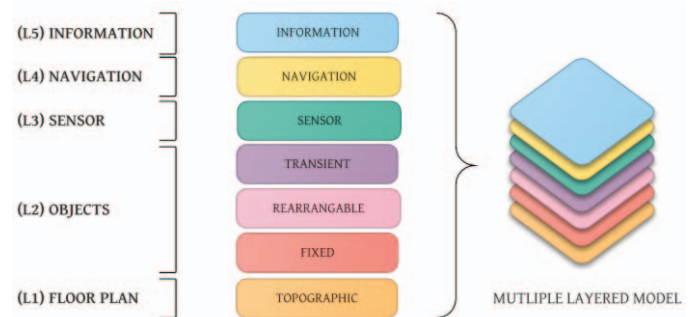 (L5) INFORMATION
INFORMATION
(L4) NAVIGATION
NAVIGATION
(L3) SENSOR
SENSOR
TRANSIENT
(L2) OBJECTS
REARRANGABLE
FIXED
(L1) FLOOR PLAN
TOPOGRAPHIC
MUTLIPLE LAYERED MODEL